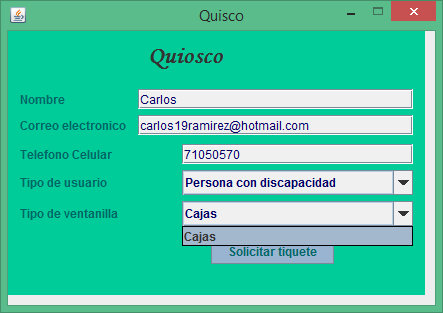 Quisco
Quiosco
Nombre Carlos
Correo electronico carlos19ramirez@hotmail.com
Telefono Celular 71050570
Tipo de usuario Persona con discapacidad
Tipo de ventanilla Cajas
Cajas
Solicitar tiquete